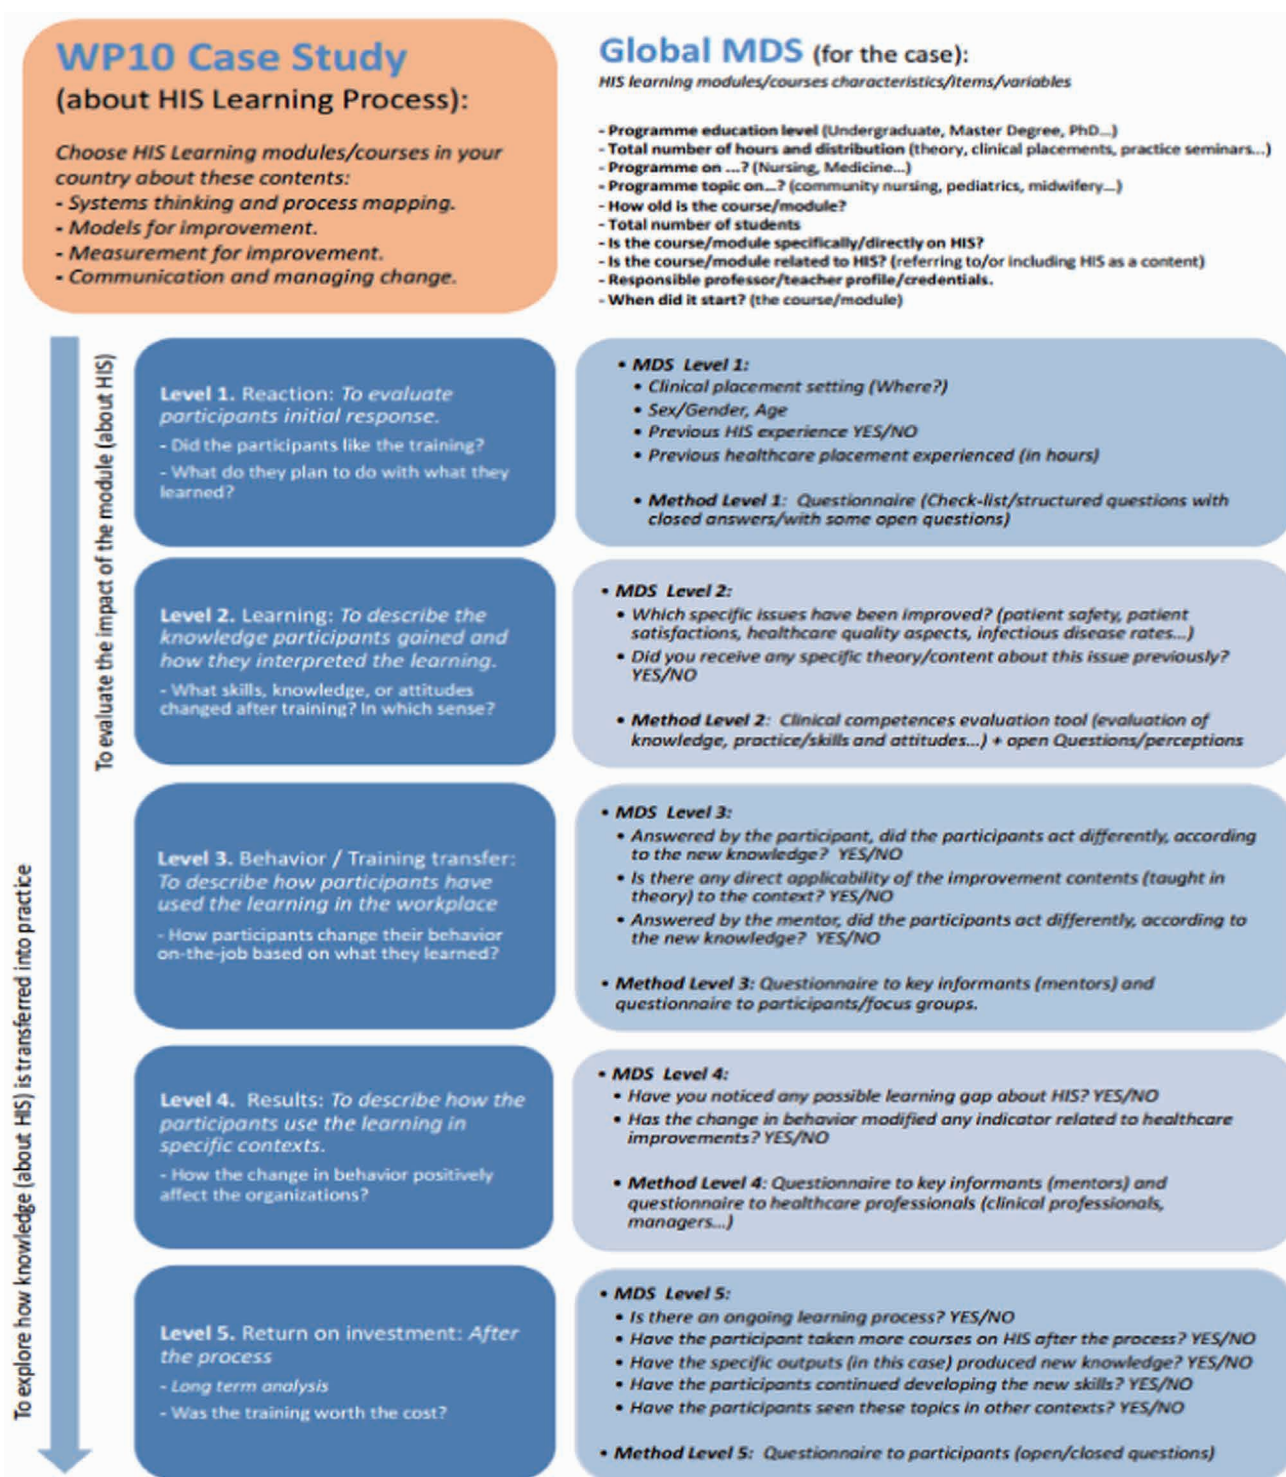 WP10 Case Study
(about HIS Learning Process):
Choose HIS Learning modules/courses in your
country about these contents:
- Systems thinking and process mapping.
- Models for improvement.
- Measurement for improvement.
- Communication and managing change.
Global MDS (for the case):
HIS learning modules/courses characteristics/items/variables
- Programme education level (Undergraduate, Master Degree, PhD...)
- Total number of hours and distribution (theory, clinical placements, practice seminars...)
- Programme on ...? (Nursing, Medicine...)
- Programme topic on...? (community nursing, pediatrics, midwifery...)
- How old is the course/module?
- Total number of students
- Is the course/module specifically/directly on HIS?
- Is the course/module related to HIS? (referring to/or including HIS as a content)
- Responsible professor/teacher profile/credentials.
- When did it start? (the course/module)
To evaluate the impact of the module (about HIS)
To explore how knowledge (about HIS) is transferred into practice
Level 1. Reaction: To evaluate
participants initial response.
- Did the participants like the training?
- What do they plan to do with what they
learned?
• MDS Level 1:
• Clinical placement setting (Where?)
• Sex/Gender, Age
• Previous HIS experience YES/NO
• Previous healthcare placement experienced (in hours)
• Method Level 1: Questionnaire (Check-list/structured questions with
closed answers/with some open questions)
Level 2. Learning: To describe the
knowledge participants gained and
how they interpreted the learning.
- What skills, knowledge, or attitudes
changed after training? In which sense?
• MDS Level 2:
• Which specific issues have been improved? (patient safety, patient
satisfactions, healthcare quality aspects, infectious disease rates...)
• Did you receive any specific theory/content about this issue previously?
YES/NO
• Method Level 2: Clinical competences evaluation tool (evaluation of
knowledge, practice/skills and attitudes...) + open Questions/perceptions
Level 3. Behavior / Training transfer:
To describe how participants have
used the learning in the workplace
- How participants change their behavior
on-the-job based on what they learned?
• MDS Level 3:
• Answered by the participant, did the participants act differently, according
to the new knowledge? YES/NO
• Is there any direct applicability of the improvement contents (taught in
theory) to the context? YES/NO
• Answered by the mentor, did the participants act differently, according to
the new knowledge? YES/NO
• Method Level 3: Questionnaire to key informants (mentors) and
questionnaire to participants/focus groups.
Level 4. Results: To describe how the
participants use the learning in
specific contexts.
- How the change in behavior positively
affect the organizations?
• MDS Level 4:
• Have you noticed any possible learning gap about HIS? YES/NO
• Has the change in behavior modified any indicator related to healthcare
improvements? YES/NO
• Method Level 4: Questionnaire to key informants (mentors) and
questionnaire to healthcare professionals (clinical professionals,
managers...)
Level 5. Return on investment: After
the process
- Long term analysis
- Was the training worth the cost?
• MDS Level 5:
• Is there an ongoing learning process? YES/NO
• Have the participant taken more courses on HIS after the process? YES/NO
• Have the specific outputs (in this case) produced new knowledge? YES/NO
• Have the participants continued developing the new skills? YES/NO
• Have the participants seen these topics in other contexts? YES/NO
• Method Level 5: Questionnaire to participants (open/closed questions)